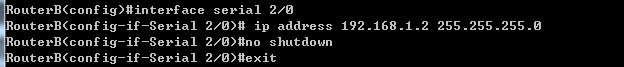 RouterB(config)#interface serial 2/0
RouterB(config-if-Serial 2/0)# ip address 192.168.1.2 255.255.255.0
RouterB(config-if-Serial 2/0)#no shutdown
RouterB(config-if-Serial 2/0)#exit